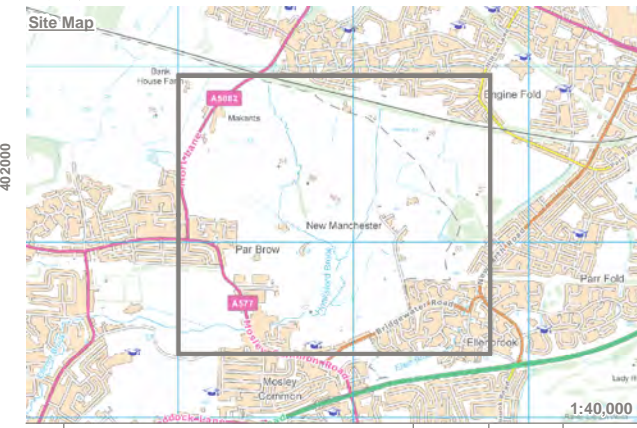 Site Map
Bank
House Farm
Engine Fold
A5082
Makants
402000
New Manchester
Par Brow
Parr Fold
A577
Bridgewater Road
Ellenbrook
Mosley
Common
1:40,000